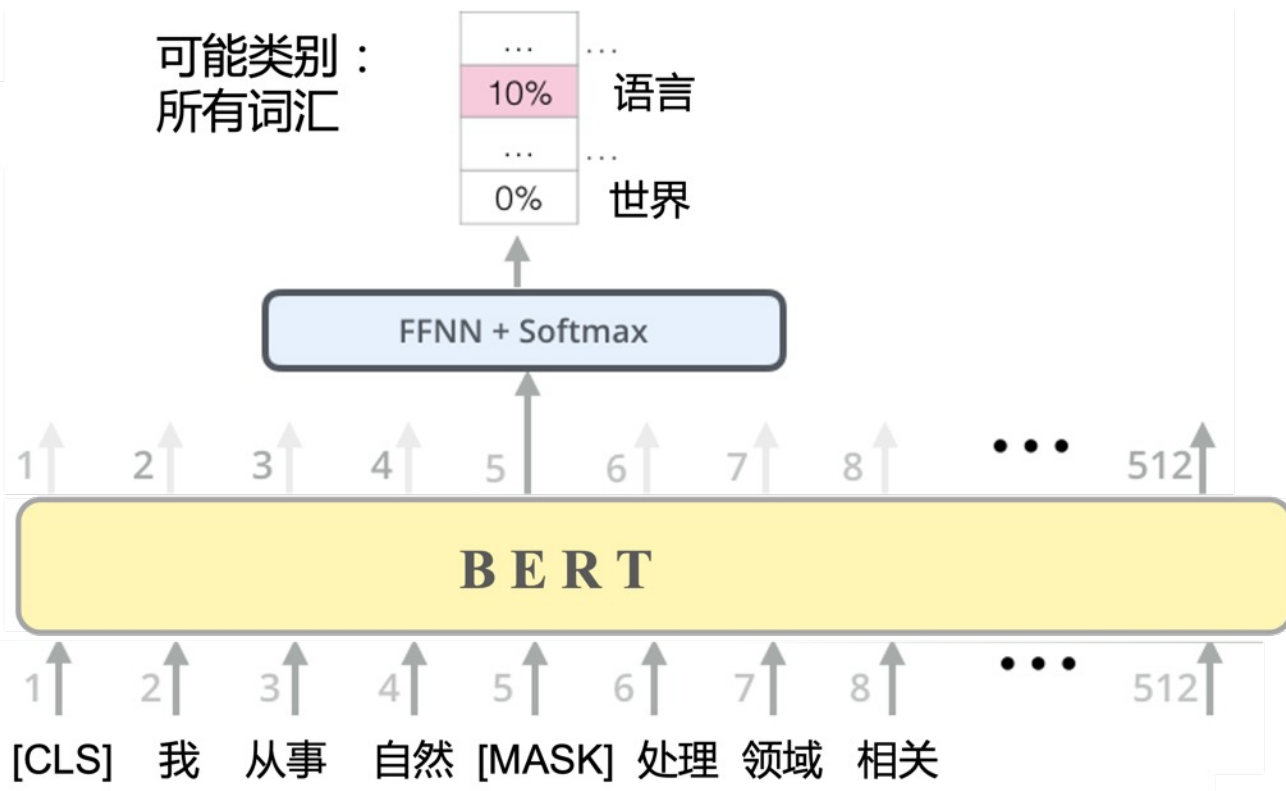 可能类别：
所有词汇
... ...
10% 语言
... ...
0% 世界
FFNN + Softmax
1 2 3 4 5 6 7 8 ... 512
BERT
1 2 3 4 5 6 7 8 ... 512
[CLS] 我 从事 自然 [MASK] 处理 领域 相关